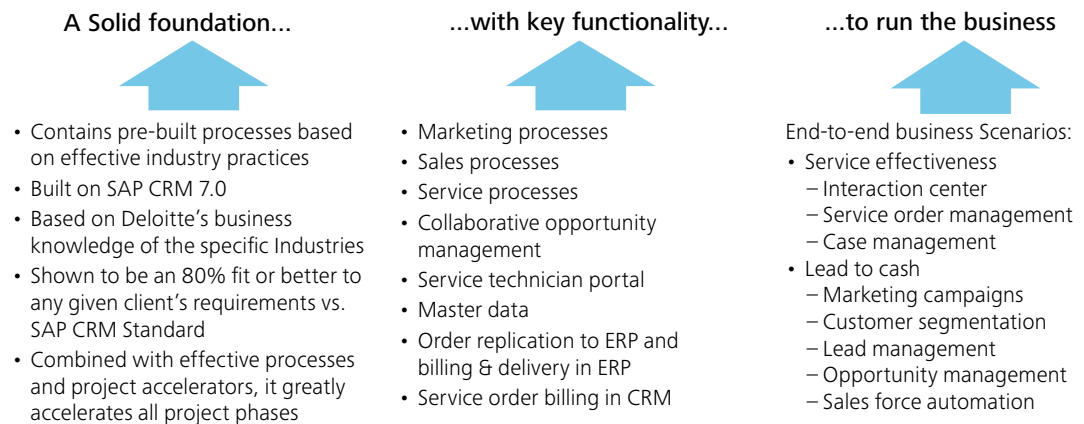 A Solid foundation...
• Contains pre-built processes based
on effective industry practices
• Built on SAP CRM 7.0
• Based on Deloitte's business
knowledge of the specific Industries
• Shown to be an 80% fit or better to
any given client's requirements vs.
SAP CRM Standard
• Combined with effective processes
and project accelerators, it greatly
accelerates all project phases
...with key functionality...
• Marketing processes
• Sales processes
• Service processes
• Collaborative opportunity
management
• Service technician portal
• Master data
• Order replication to ERP and
billing & delivery in ERP
• Service order billing in CRM
...to run the business
End-to-end business Scenarios:
• Service effectiveness
– Interaction center
– Service order management
– Case management
• Lead to cash
– Marketing campaigns
– Customer segmentation
– Lead management
– Opportunity management
– Sales force automation